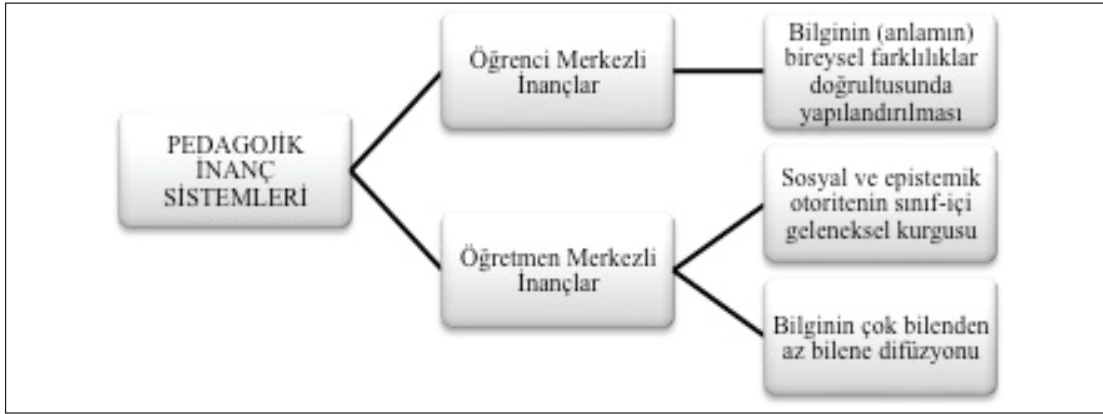 PEDAGOJİK
İNANÇ
SİSTEMLERİ
Öğrenci Merkezli
İnançlar
Bilginin (anlamın)
bireysel farklılıklar
doğrultusunda
yapılandırılması
Öğretmen Merkezli
İnançlar
Sosyal ve epistemik
otoritenin sınıf-içi
geleneksel kurgusu
Bilginin çok bilenden
az bilene difüzyonu